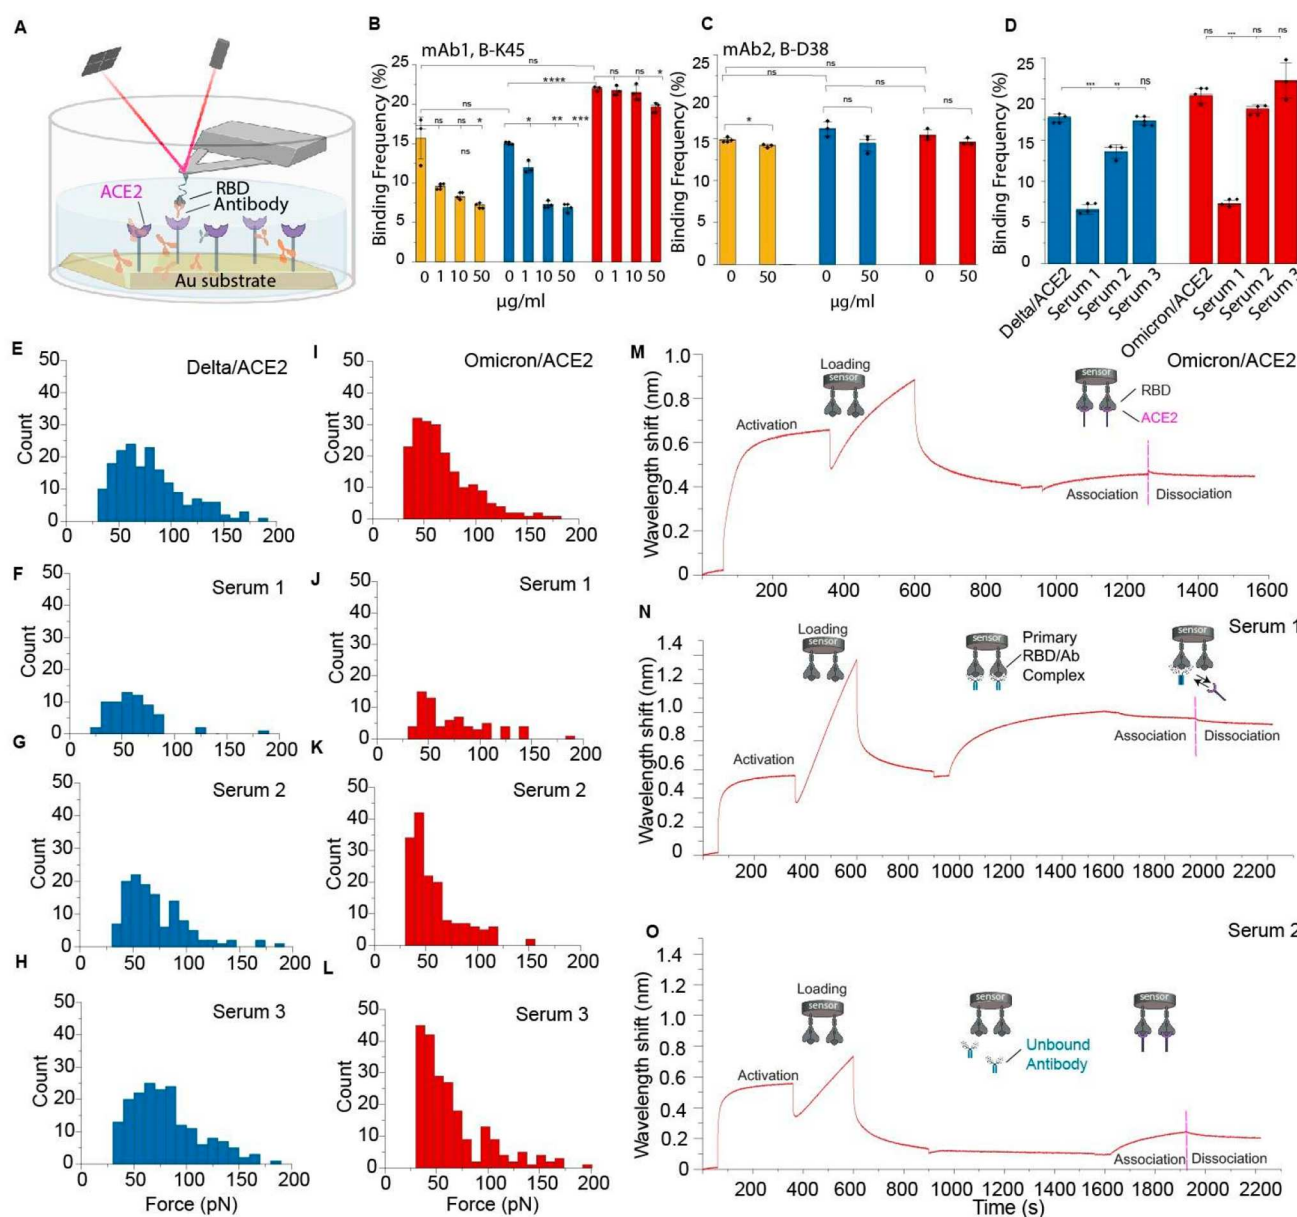 A
ACE2
RBD
Antibody
Au substrate
B
mAb1, B-K45
Binding Frequency (%)
25
20
15
10
5
0
ns
****
ns ns *
ns
ns ns *
* ** ***
ns
0 1 10 50 0 1 10 50 0 1 10 50
µg/ml
C
mAb2, B-D38
Binding Frequency (%)
25
20
15
10
5
0
ns
ns
ns
*
ns
ns
0 50 0 50 0 50
µg/ml
D
Binding Frequency (%)
25
20
15
10
5
0
ns *** ns ns
*** ** ns
Delta/ACE2
Serum 1
Serum 2
Serum 3
Omicron/ACE2
Serum 1
Serum 2
Serum 3
E
Delta/ACE2
Count
50
40
30
20
10
0
0 50 100 150 200
F
Serum 1
Count
50
40
30
20
10
0
0 50 100 150 200
G
Serum 2
Count
50
40
30
20
10
0
0 50 100 150 200
H
Serum 3
Count
50
40
30
20
10
0
0 50 100 150 200
Force (pN)
I
Omicron/ACE2
Count
50
40
30
20
10
0
0 50 100 150 200
J
Serum 1
Count
50
40
30
20
10
0
0 50 100 150 200
K
Serum 2
Count
50
40
30
20
10
0
0 50 100 150 200
L
Serum 3
Count
50
40
30
20
10
0
0 50 100 150 200
Force (pN)
M
Omicron/ACE2
Wavelength shift (nm)
1.0
0.8
0.6
0.4
0.2
0
Loading
sensor
Activation
sensor
RBD
ACE2
Association
Dissociation
200 400 600 800 1000 1200 1400 1600
N
Serum 1
Wavelength shift (nm)
1.4
1.2
1.0
0.8
0.6
0.4
0.2
0
Loading
sensor
Activation
sensor
Primary
RBD/Ab
Complex
sensor
Association
Dissociation
200 400 600 800 1000 1200 1400 1600 1800 2000 2200
O
Serum 2
Wavelength shift (nm)
1.4
1.2
1.0
0.8
0.6
0.4
0.2
0
Loading
sensor
Activation
sensor
Unbound
Antibody
sensor
Association
Dissociation
200 400 600 800 1000 1200 1400 1600 1800 2000 2200
Time (s)